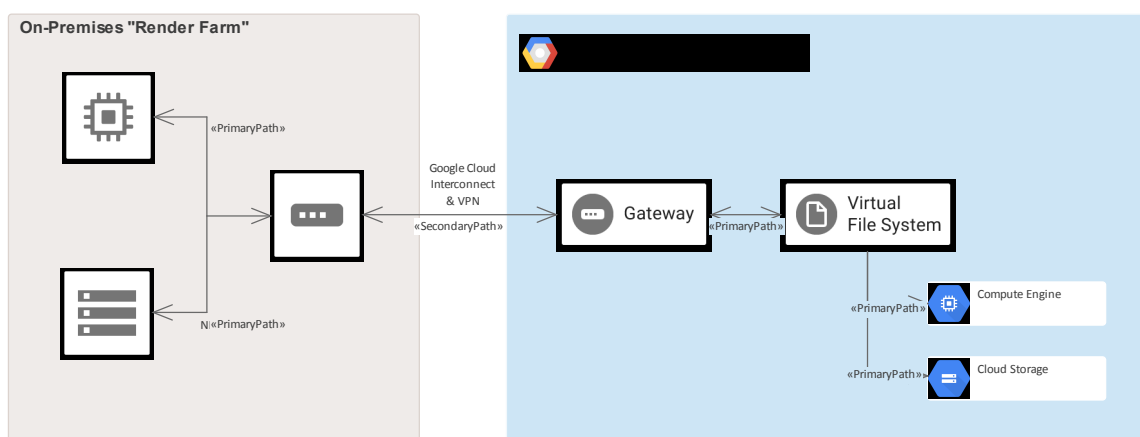 On-Premises "Render Farm"
«PrimaryPath»
Google Cloud
Interconnect
& VPN
«SecondaryPath»
Gateway
«PrimaryPath»
Virtual
File System
«PrimaryPath»
«PrimaryPath»
Compute Engine
«PrimaryPath»
Cloud Storage